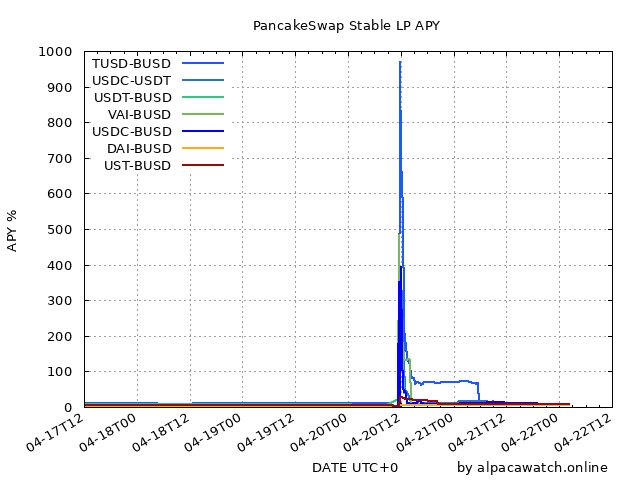 PancakeSwap Stable LP APY
1000
900
800
700
600
500
400
300
200
100
0
APY %
TUSD-BUSD
USDC-USDT
USDT-BUSD
VAI-BUSD
USDC-BUSD
DAI-BUSD
UST-BUSD
04-17T12
04-18T00
04-18T12
04-19T00
04-19T12
04-20T00
04-20T12
04-21T00
04-21T12
04-22T00
04-22T12
DATE UTC+0
by alpacawatch.online